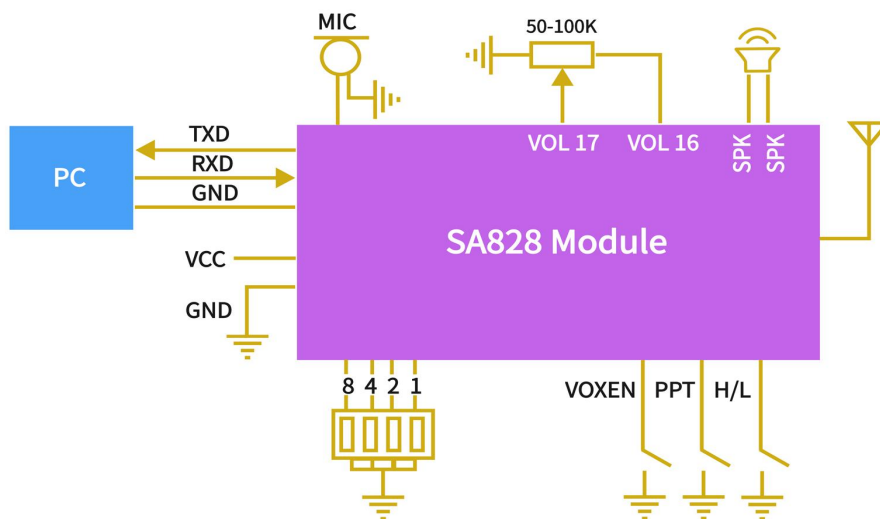 MIC
50-100K
TXD
RXD
GND
PC
VOL 17
VOL 16
SPK
SPK
SA828 Module
VCC
GND
8 4 2 1
VOXEN
PPT
H/L